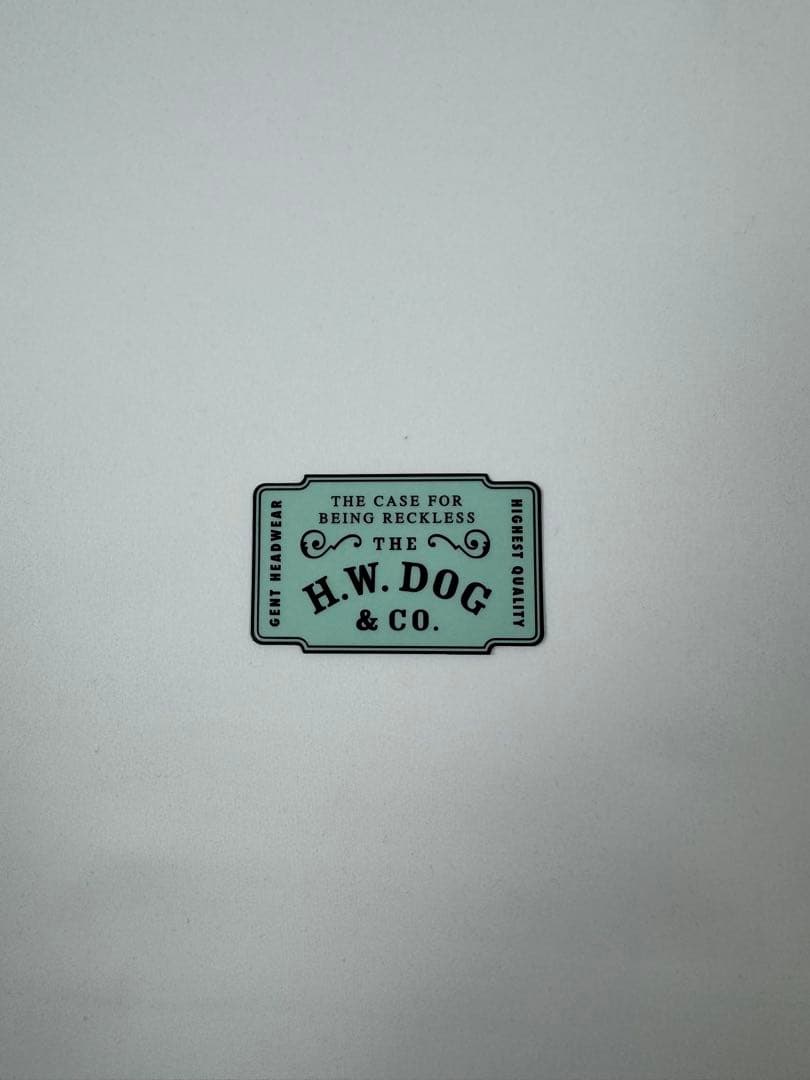 THE CASE FOR
BEING RECKLESS
THE
H.W. DOG
& CO.
GENT HEADWEAR
HIGHEST QUALITY